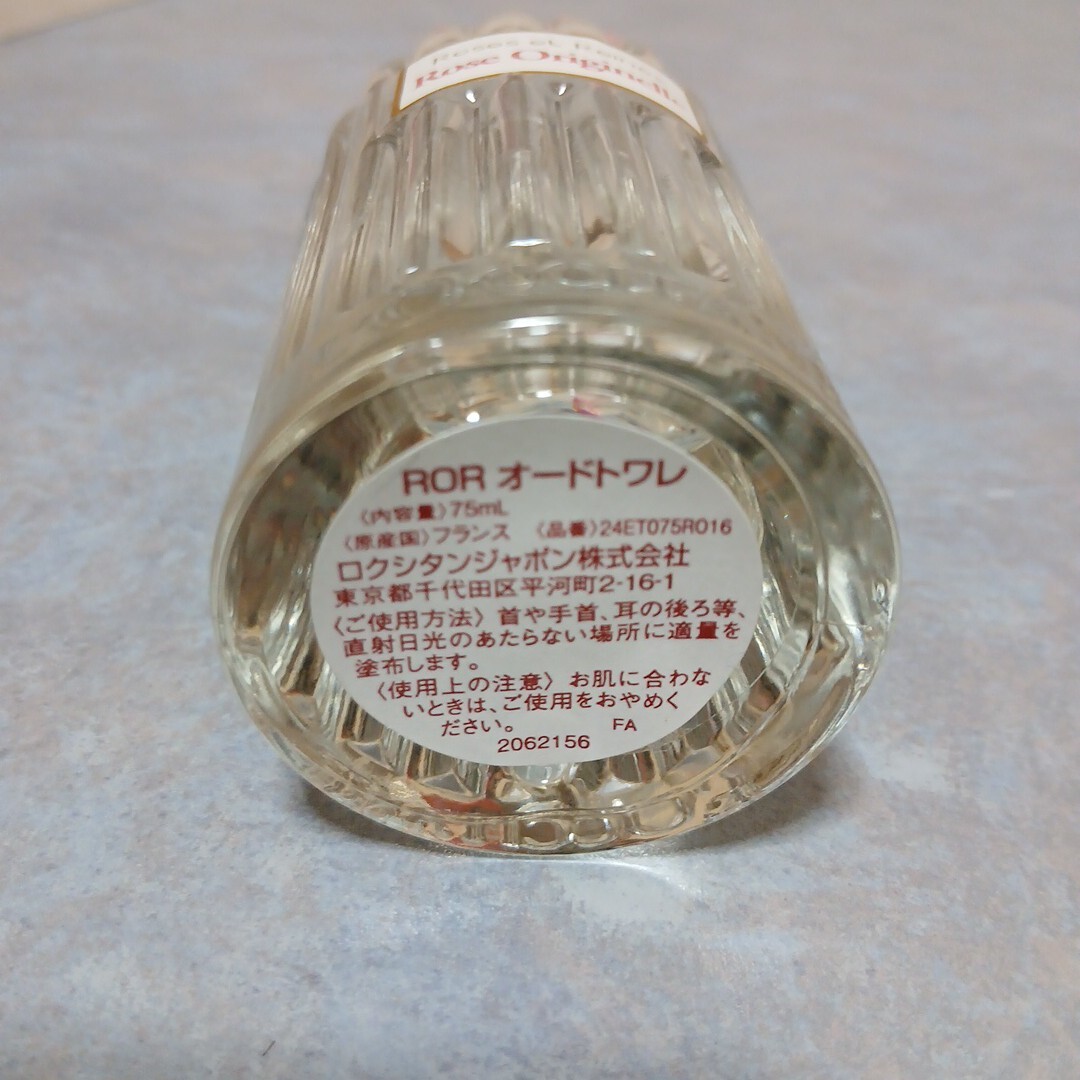 Roses et Reines
Rose Originelle
ROR オードトワレ
〈内容量〉75mL
〈原産国〉フランス 〈品番〉24ET075R016
ロクシタンジャポン株式会社
東京都千代田区平河町2-16-1
〈ご使用方法〉首や手首、耳の後ろ等、
直射日光のあたらない場所に適量を
塗布します。
〈使用上の注意〉お肌に合わな
いときは、ご使用をおやめく
ださい。 FA
2062156